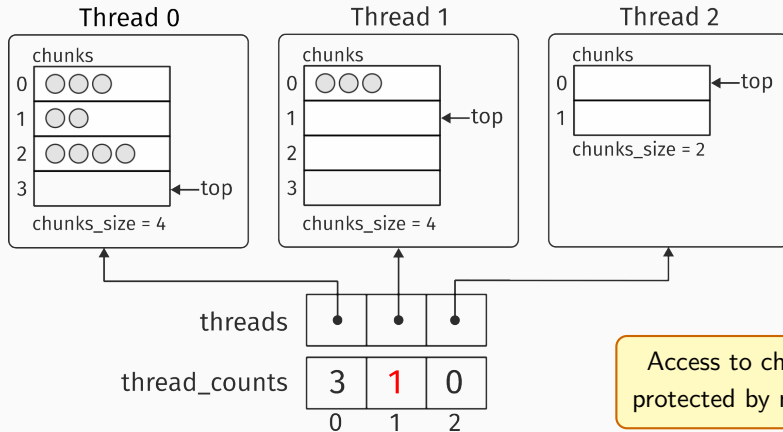 Thread 0
chunks
0
1
2
3
top
chunks_size = 4
Thread 1
chunks
0
1
2
3
top
chunks_size = 4
Thread 2
chunks
0
1
top
chunks_size = 2
threads
thread_counts 3 1 0
0 1 2
Access to
protected by